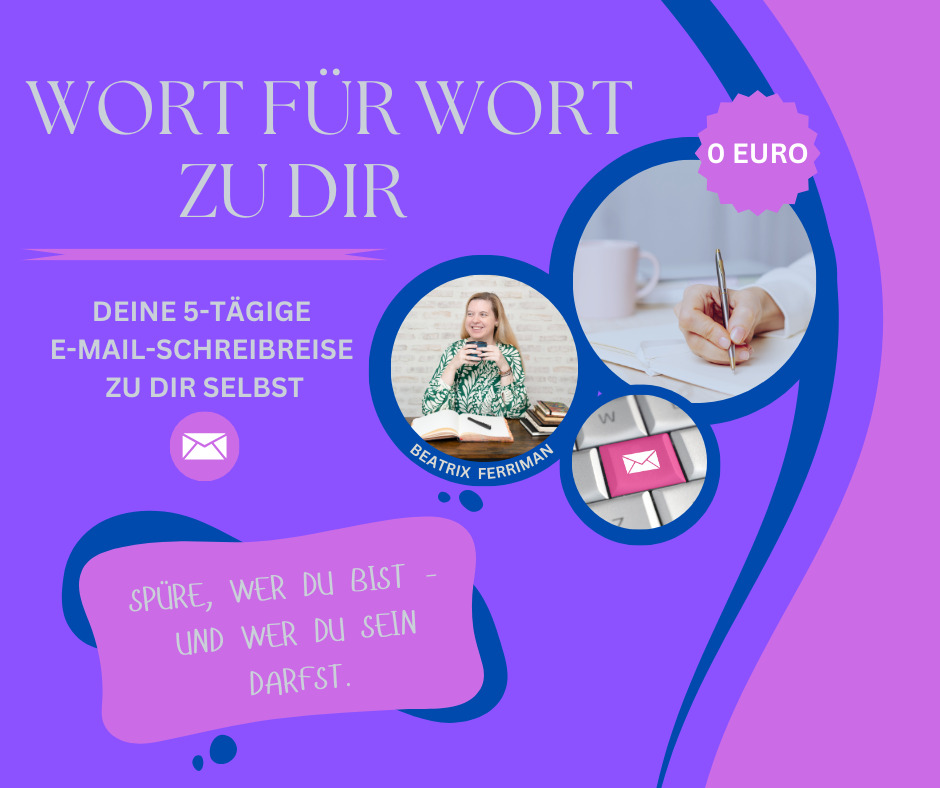 WORT FÜR WORT
ZU DIR
0 EURO
DEINE 5-TÄGIGE
E-MAIL-SCHREIBREISE
ZU DIR SELBST
BEATRIX FERRIMAN
W
Z
SPÜRE, WER DU BIST -
UND WER DU SEIN
DARFST.